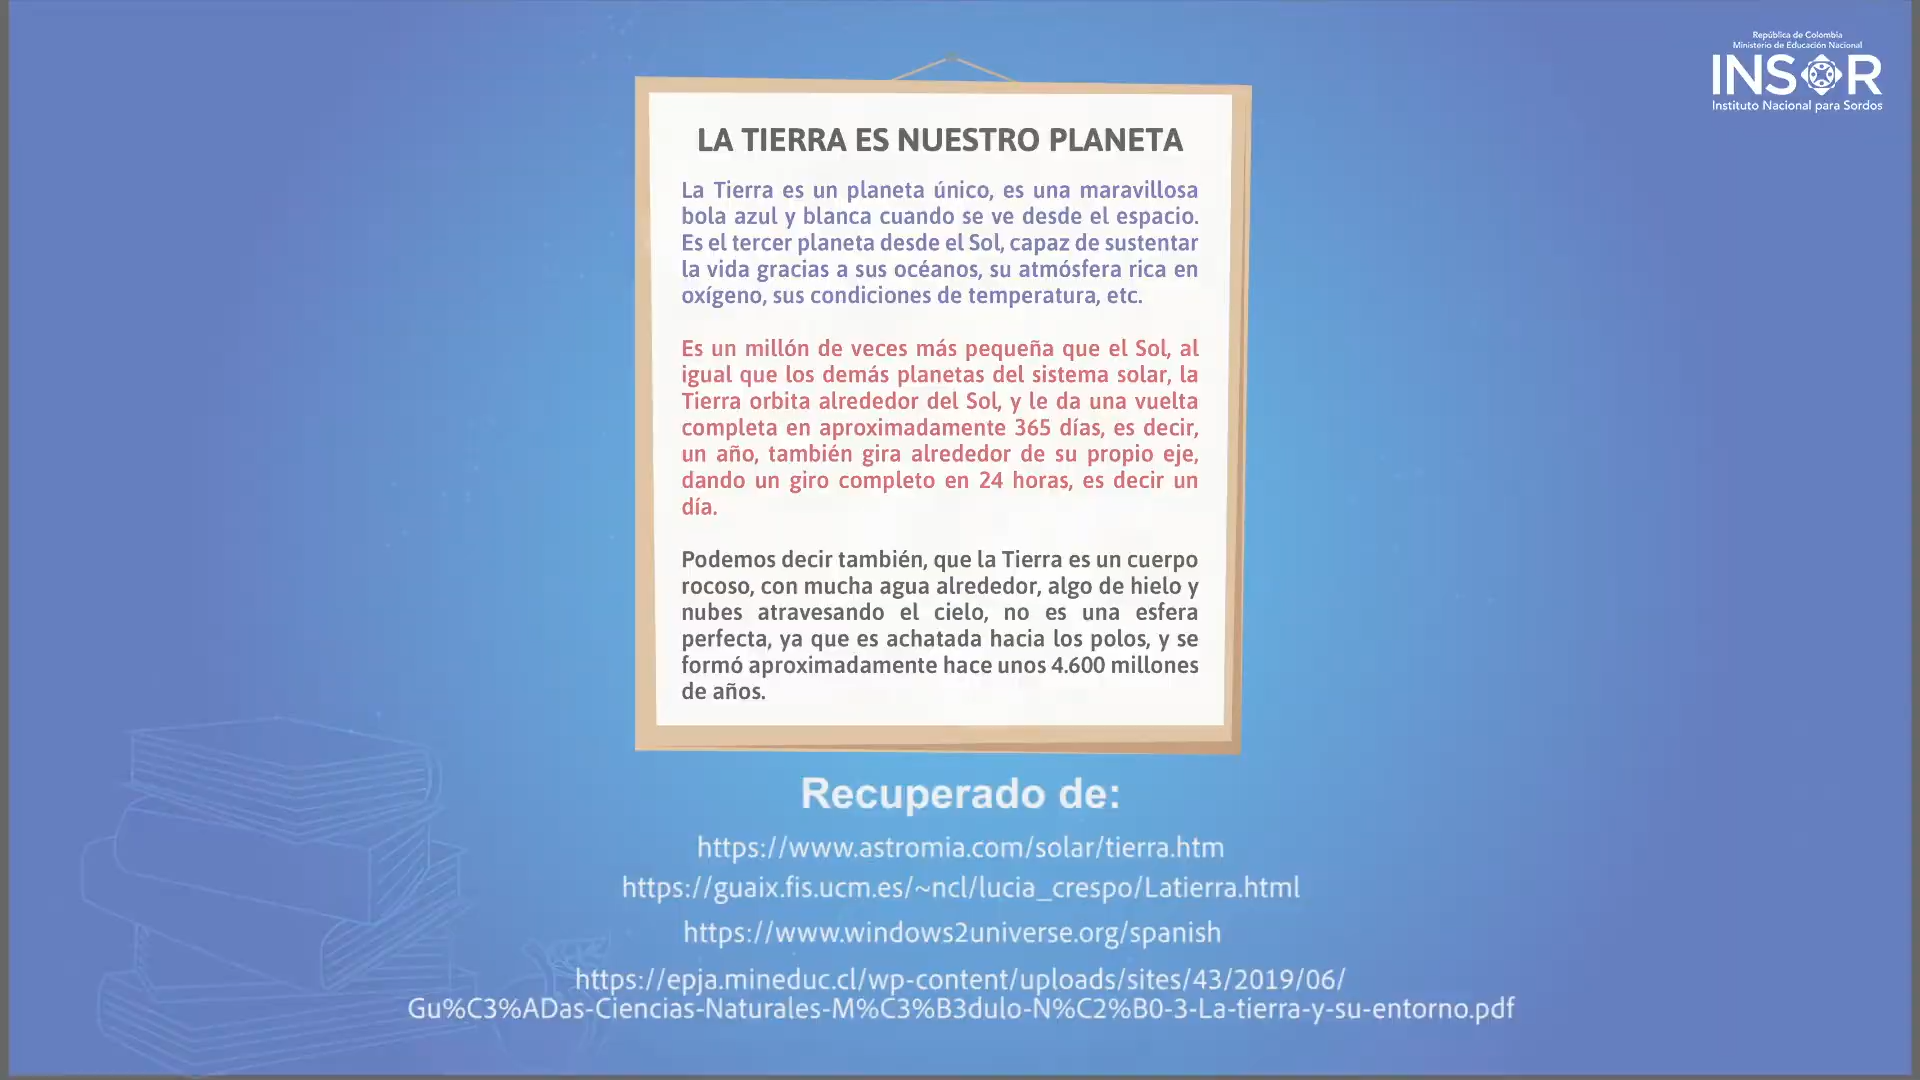 República de Colombia
Ministerio de Educación Nacional
INSOR
Instituto Nacional para Sordos
LA TIERRA ES NUESTRO PLANETA
La Tierra es un planeta único, es una maravillosa
bola azul y blanca cuando se ve desde el espacio.
Es el tercer planeta desde el Sol, capaz de sustentar
la vida gracias a sus océanos, su atmósfera rica en
oxígeno, sus condiciones de temperatura, etc.
Es un millón de veces más pequeña que el Sol, al
igual que los demás planetas del sistema solar, la
Tierra orbita alrededor del Sol, y le da una vuelta
completa en aproximadamente 365 días, es decir,
un año, también gira alrededor de su propio eje,
dando un giro completo en 24 horas, es decir un
día.
Podemos decir también, que la Tierra es un cuerpo
rocoso, con mucha agua alrededor, algo de hielo y
nubes atravesando el cielo, no es una esfera
perfecta, ya que es achatada hacia los polos, y se
formó aproximadamente hace unos 4.600 millones
de años.
Recuperado de:
https://www.astromia.com/solar/tierra.htm
https://guaix.fis.ucm.es/~ncl/lucia_crespo/Latierra.html
https://www.windows2universe.org/spanish
https://epja.mineduc.cl/wp-content/uploads/sites/43/2019/06/
Gu%C3%ADas-Ciencias-Naturales-M%C3%B3dulo-N%C2%B0-3-La-tierra-y-su-entorno.pdf